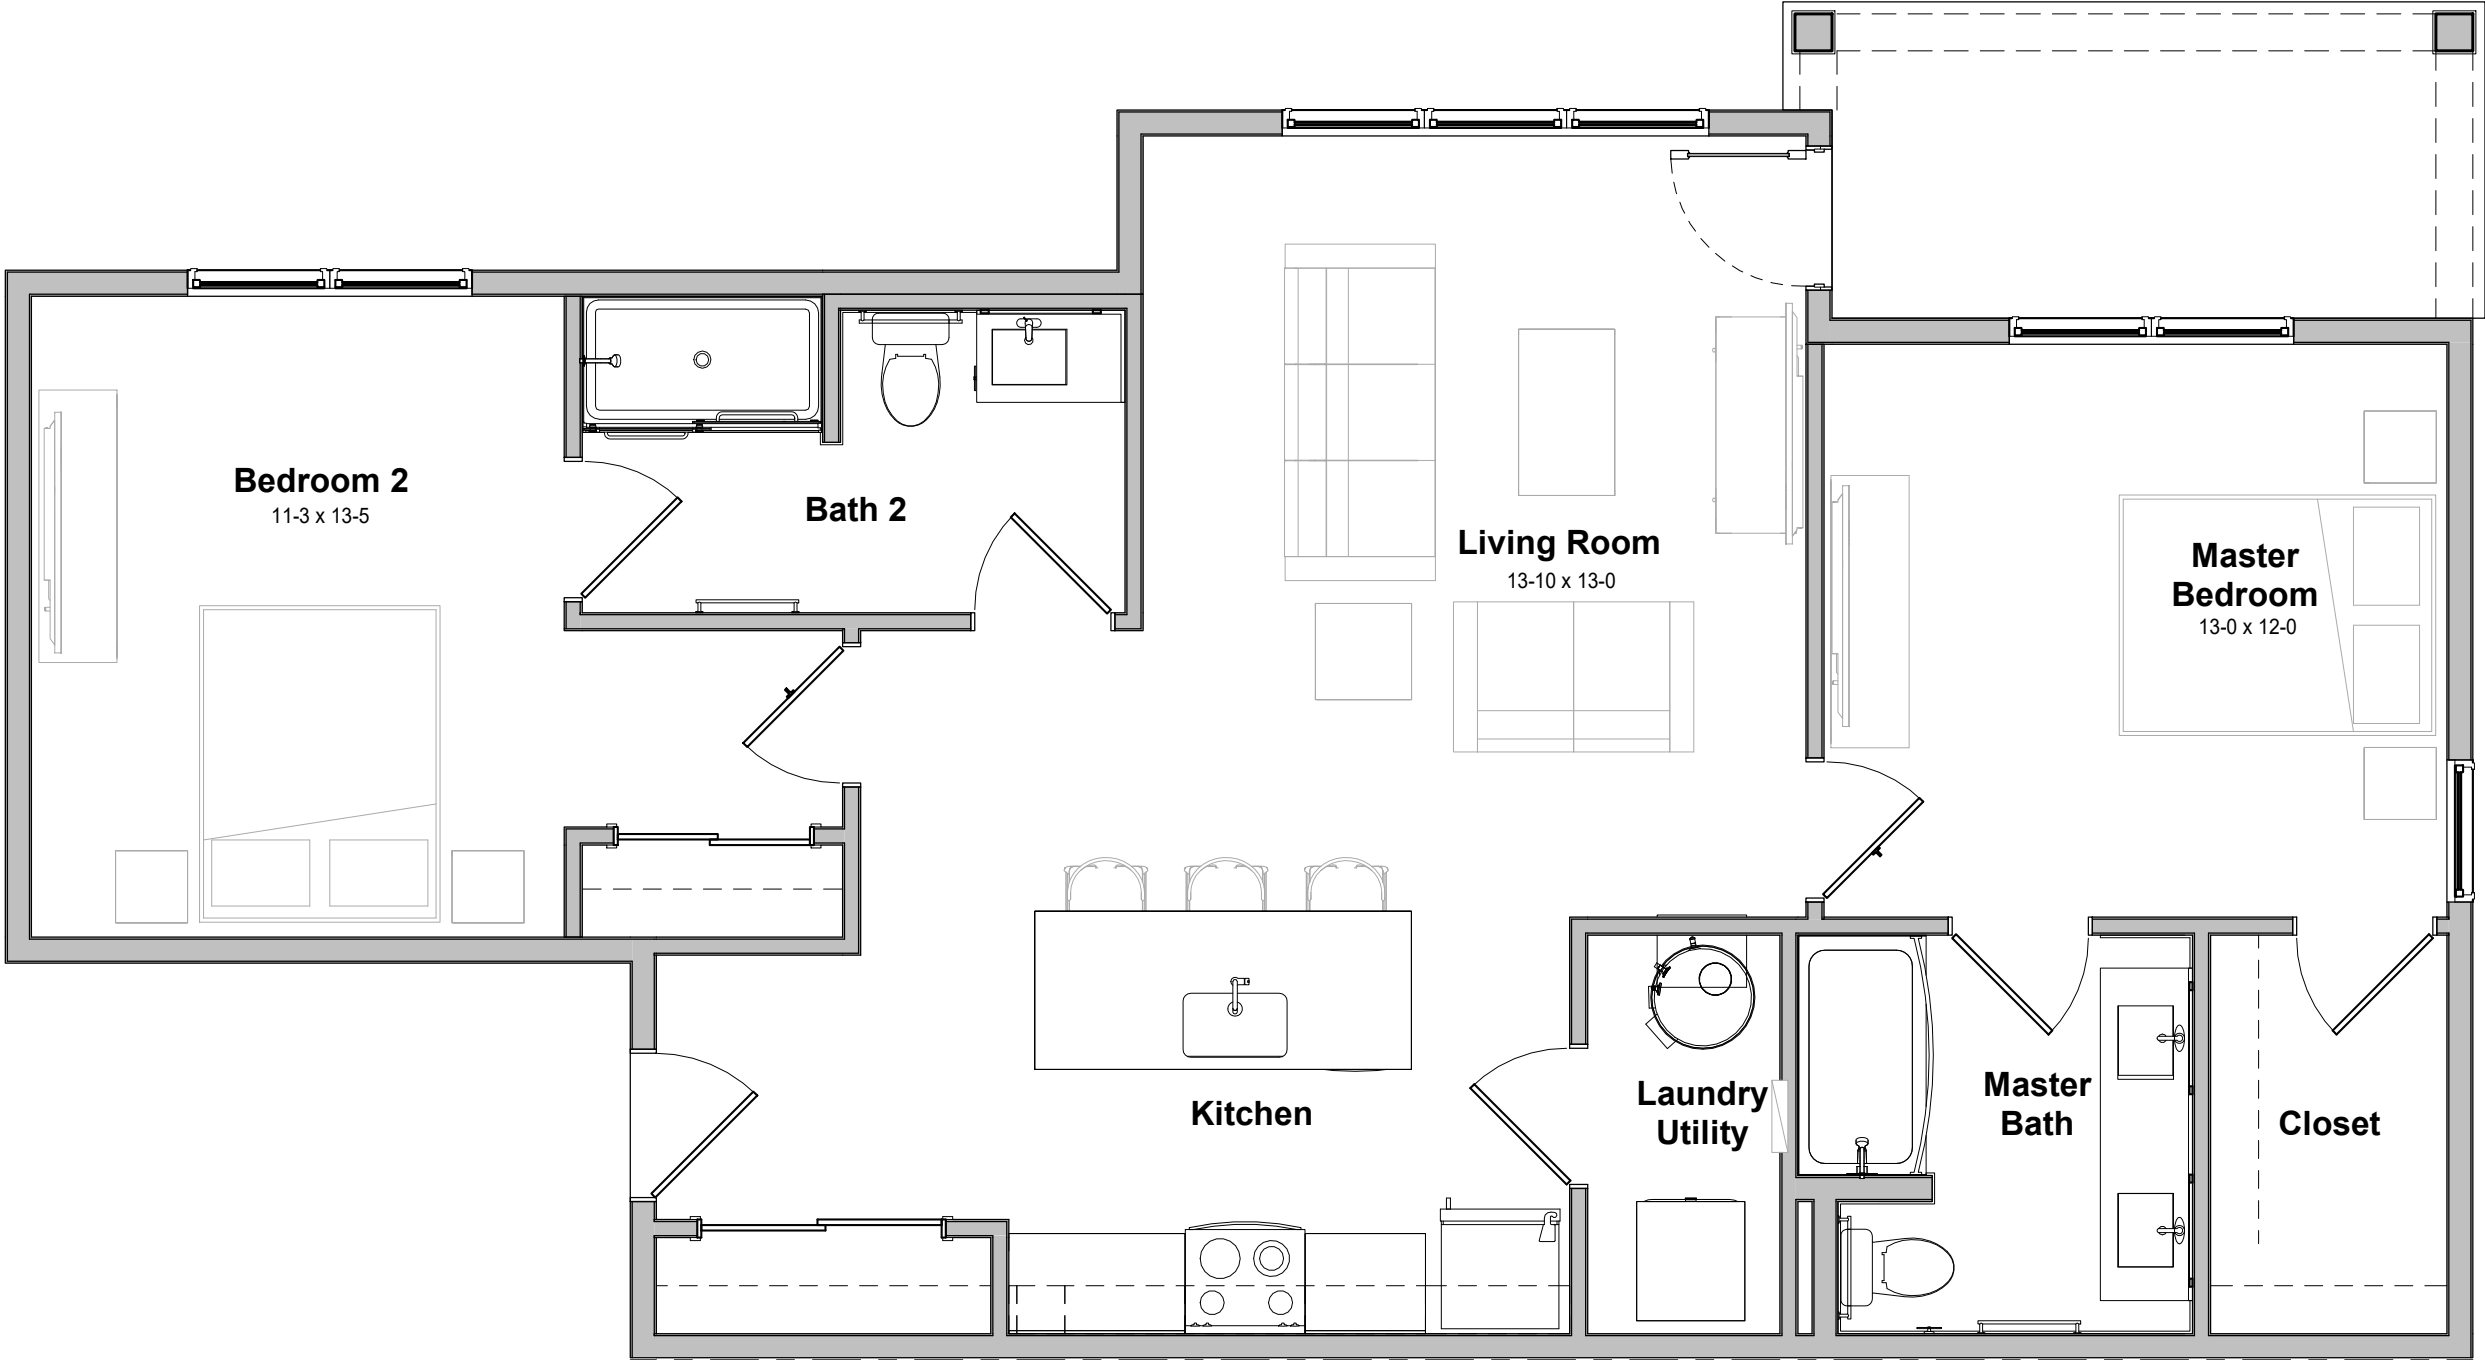 Bedroom 2
11-3 x 13-5
Bath 2
Living Room
13-10 x 13-0
Master
Bedroom
13-0 x 12-0
Kitchen
Laundry
Utility
Master
Bath
Closet